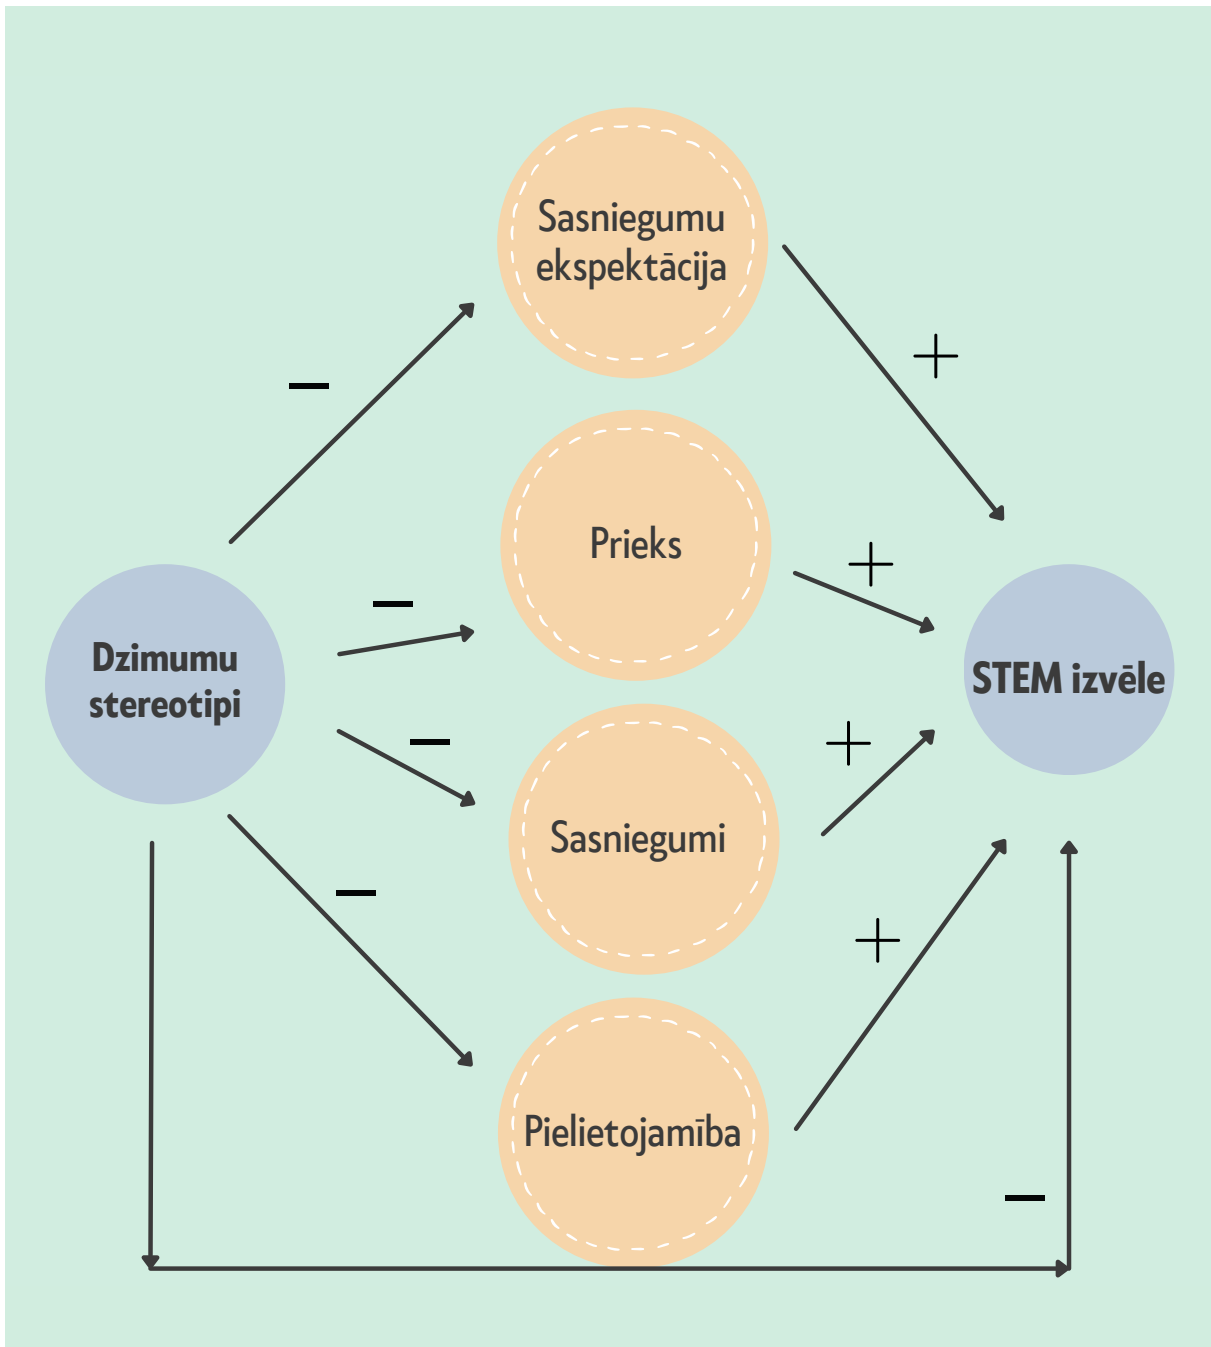 Sasniegumu
ekspektācija
Prieks
Dzimumu
stereotipi
STEM izvēle
Sasniegumi
Pielietojamība